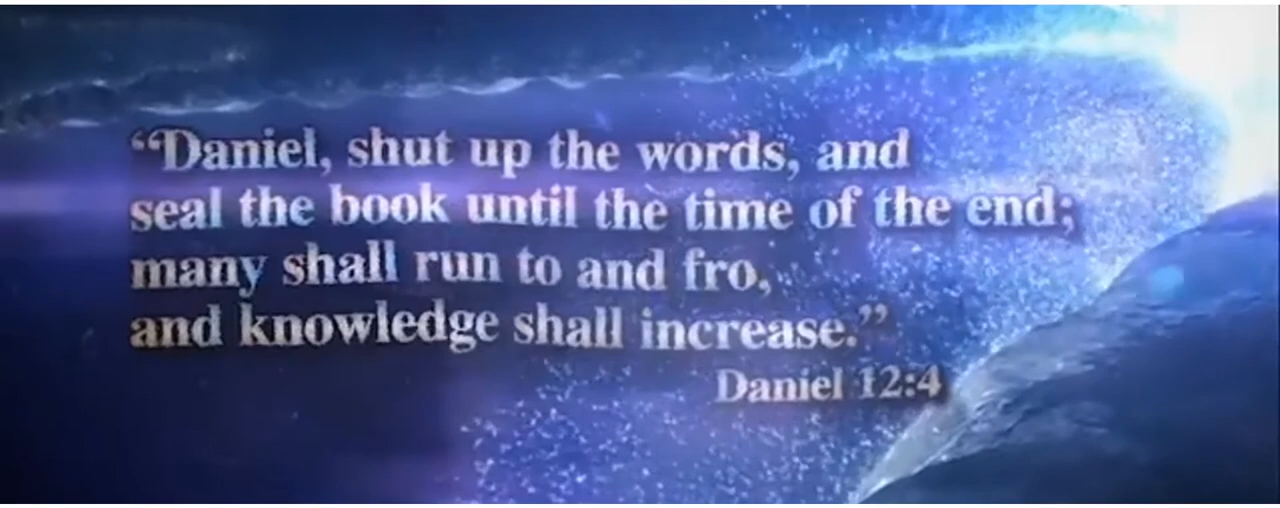 “Daniel, shut up the words, and
seal the book until the time of the end;
many shall run to and fro,
and knowledge shall increase.”
Daniel 12:4